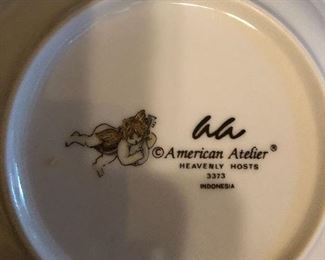 aa
©American Atelier®
HEAVENLY HOSTS
3373
INDONESIA